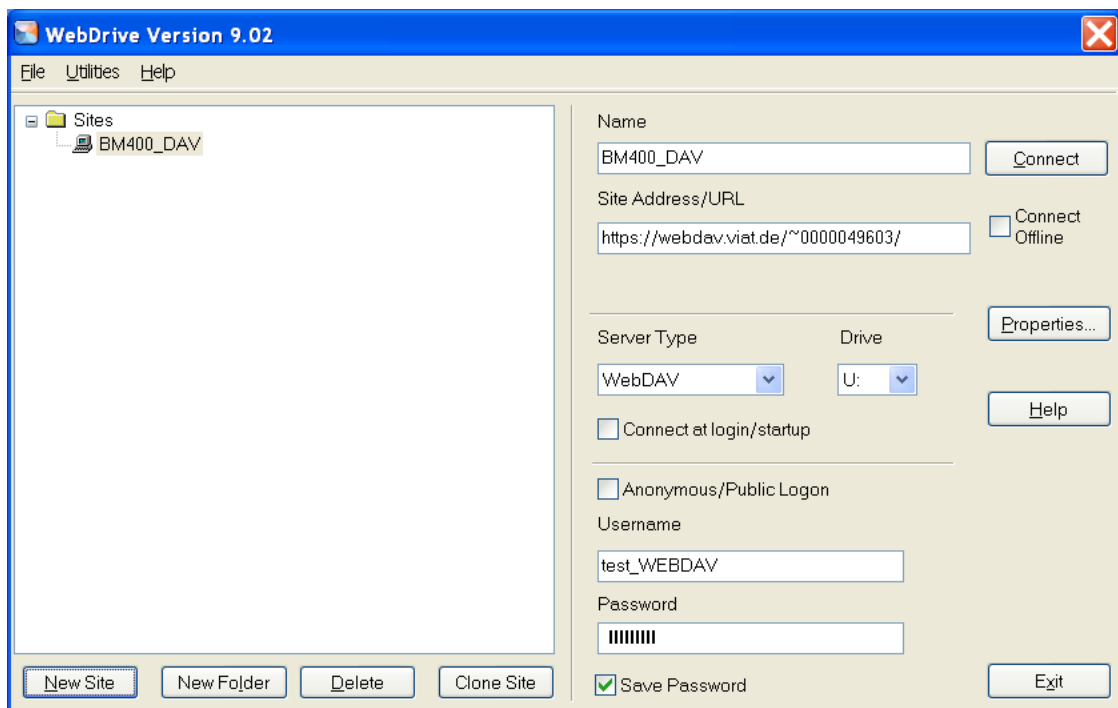 WebDrive Version 9.02
File Utilities Help
Sites
BM400_DAV
Name
BM400_DAV
Connect
Site Address/URL
https://webdav.viat.de/~0000049603/
Connect
Offline
Properties...
Server Type Drive
WebDAV U:
Help
Connect at login/startup
Anonymous/Public Logon
Username
test_WEBDAV
Password
Save Password
New Site New Folder Delete Clone Site Exit